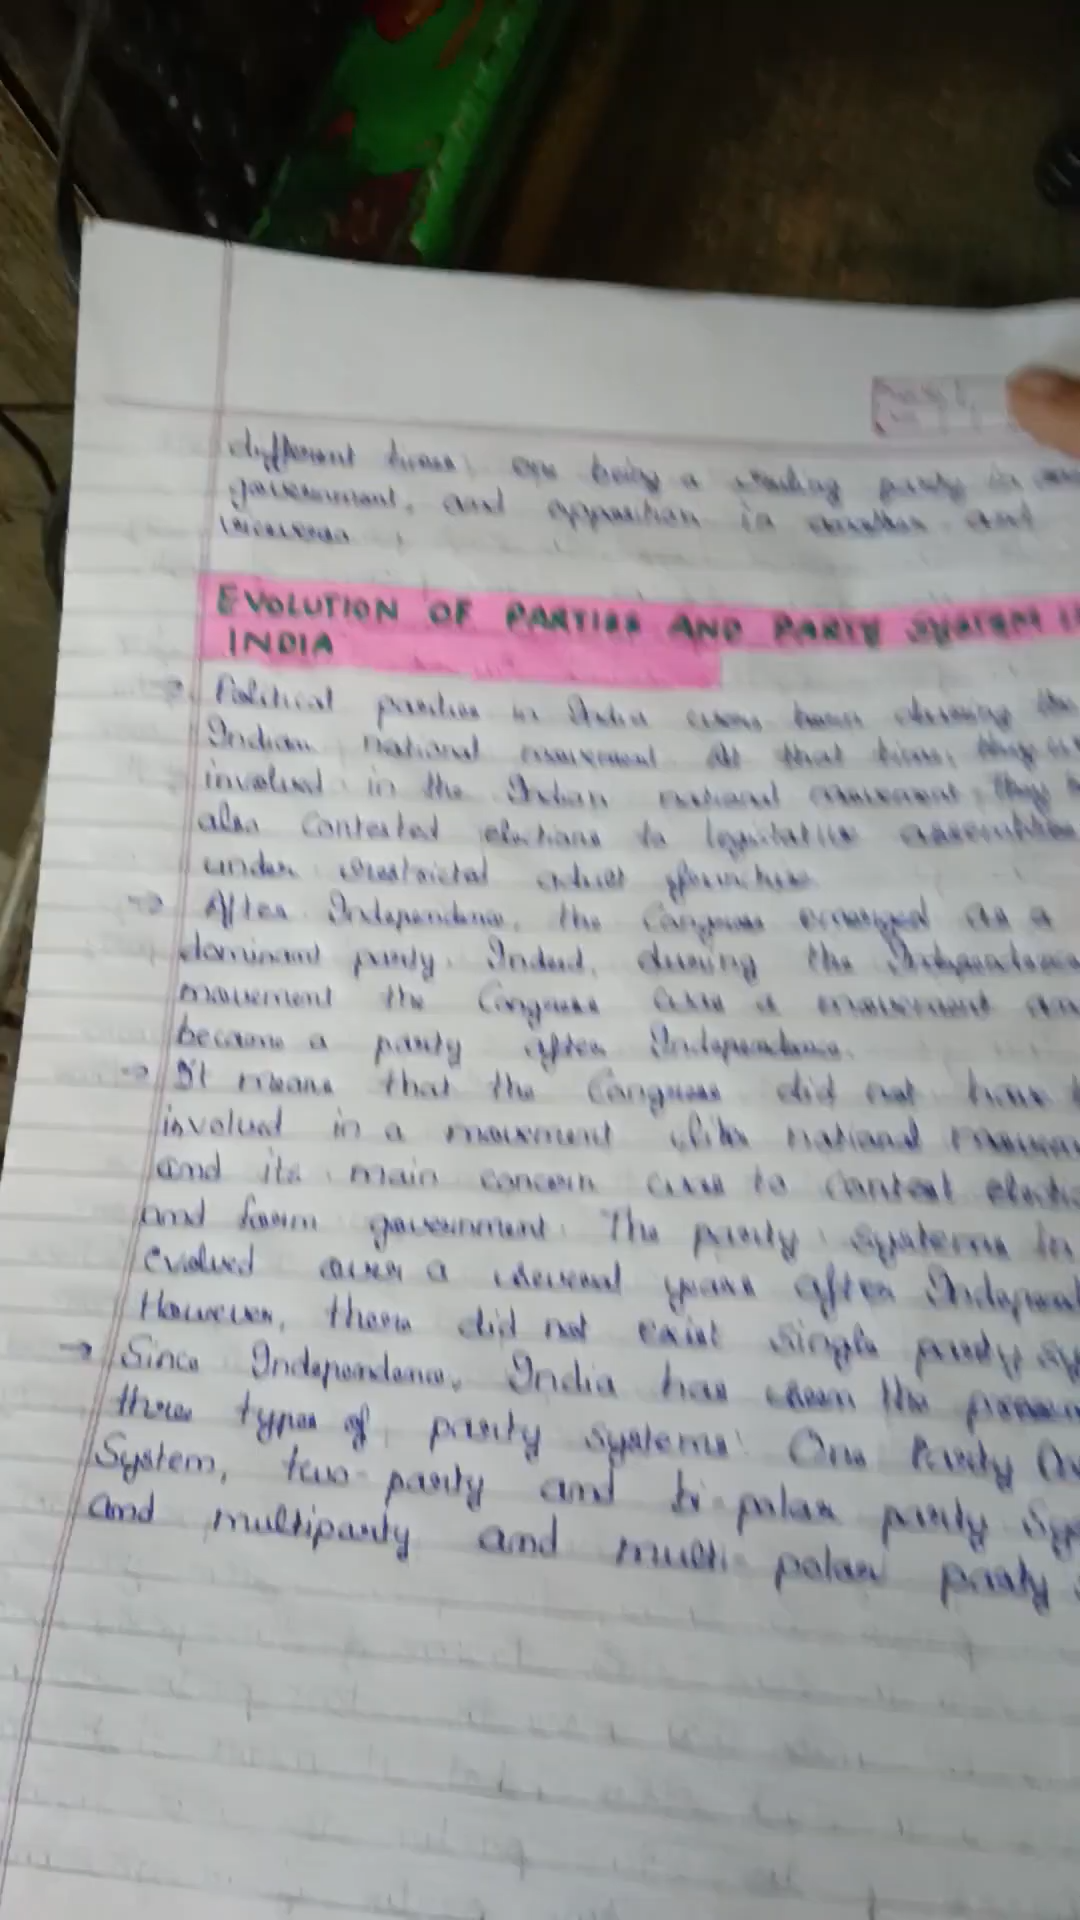 different times; or being a ruling party in
government, and opposition in another and
viceversa
EVOLUTION OF PARTIES AND PARTY SYSTEM
INDIA
→ Political parties in India were been during the
Indian national movement. At that time, they
involved in the Indian national movement, they
also contested elections to legislative assemblies
under restricted adult franchise.
→ After Independence, the Congress emerged as a
dominant party. Indeed, during the Independence
movement the Congress was a movement
became a party after Independence.
→ It means that the Congress did not have
involved in a movement like national
and its main concern was to contest
and form government. The party systems in
evolved over a several years after
However, there did not exist single party
→ Since Independence, India has seen the
three types of party systems: One Party
System, two-party and bi-polar party
and multiparty and multi-polar party